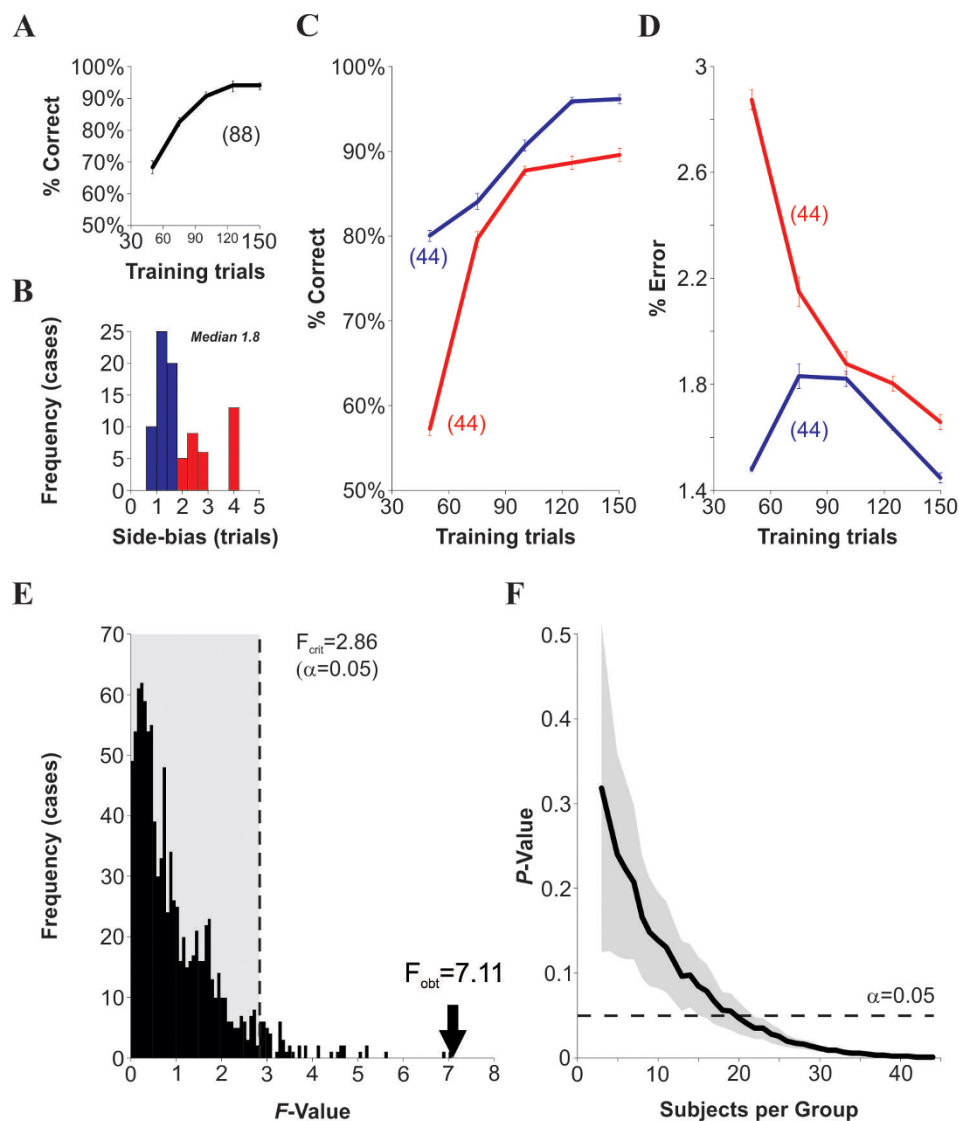 A
% Correct
100%
90%
80%
70%
60%
50%
(88)
30 60 90 120 150
Training trials
B
Frequency (cases)
25
20
15
10
5
0
Median 1.8
0 1 2 3 4 5
Side-bias (trials)
C
% Correct
100%
90%
80%
70%
60%
50%
(44)
(44)
30 60 90 120 150
Training trials
D
% Error
3
2.6
2.2
1.8
1.4
(44)
(44)
30 60 90 120 150
Training trials
E
Frequency (cases)
70
60
50
40
30
20
10
0
Fcrit=2.86
(α=0.05)
Fobt=7.11
0 1 2 3 4 5 6 7 8
F-Value
F
P-Value
0.5
0.4
0.3
0.2
0.1
0
α=0.05
0 10 20 30 40
Subjects per Group